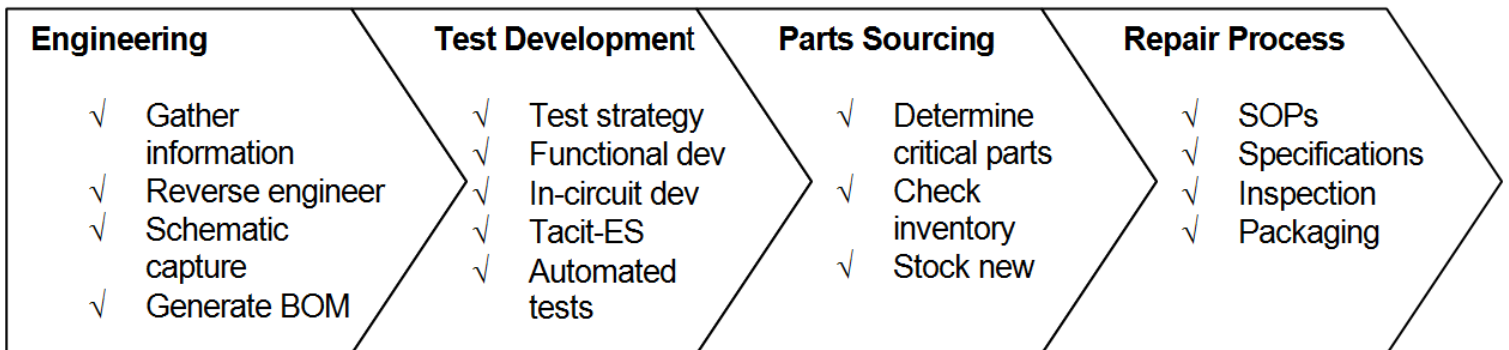 Engineering
√ Gather
information
√ Reverse engineer
√ Schematic
capture
√ Generate BOM
Test Development
√ Test strategy
√ Functional dev
√ In-circuit dev
√ Tacit-ES
√ Automated
tests
Parts Sourcing
√ Determine
critical parts
√ Check
inventory
√ Stock new
Repair Process
√ SOPs
√ Specifications
√ Inspection
√ Packaging